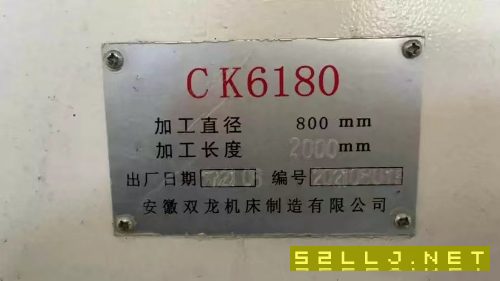 CK6180
加工直径 800 mm
加工长度 2000 mm
出厂日期 编号
安徽双龙机床制造有限公司
52LLJ.NET